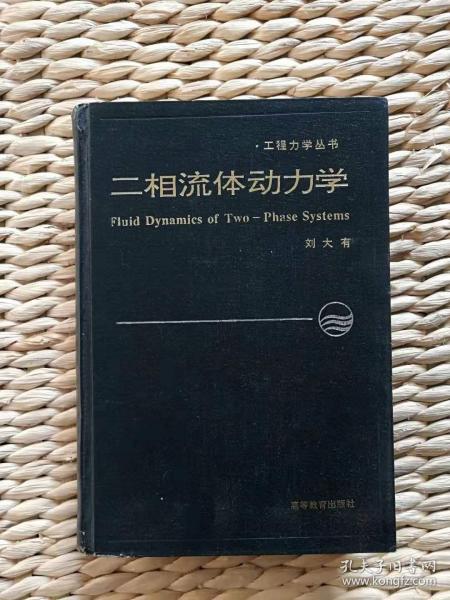 ·工程力学丛书
二相流体动力学
Fluid Dynamics of Two－Phase Systems
刘大有
高等教育出版社
孔夫子旧书网
www.kongfz.com